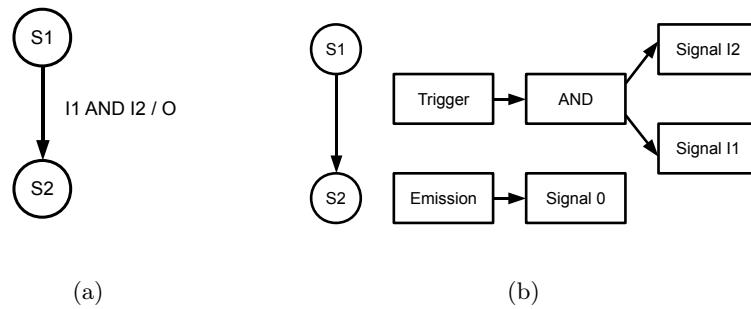 S1
I1 AND I2 / O
S2
(a)
S1
Signal I2
Trigger
AND
Signal I1
S2
Emission
Signal 0
(b)